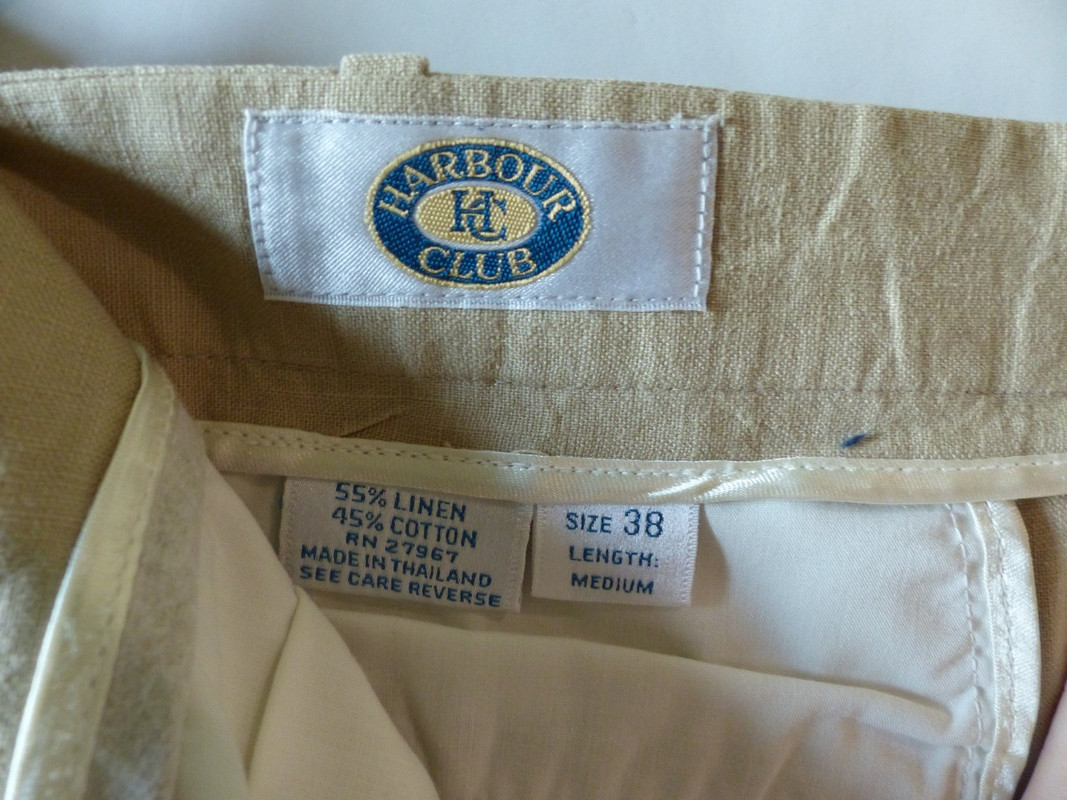 HARBOUR
HC
CLUB
55% LINEN
45% COTTON
RN 27967
MADE IN THAILAND
SEE CARE REVERSE
SIZE 38
LENGTH:
MEDIUM